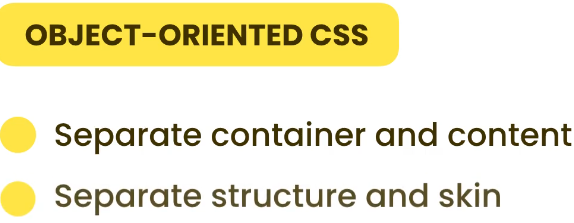 OBJECT-ORIENTED CSS
Separate container and content
Separate structure and skin